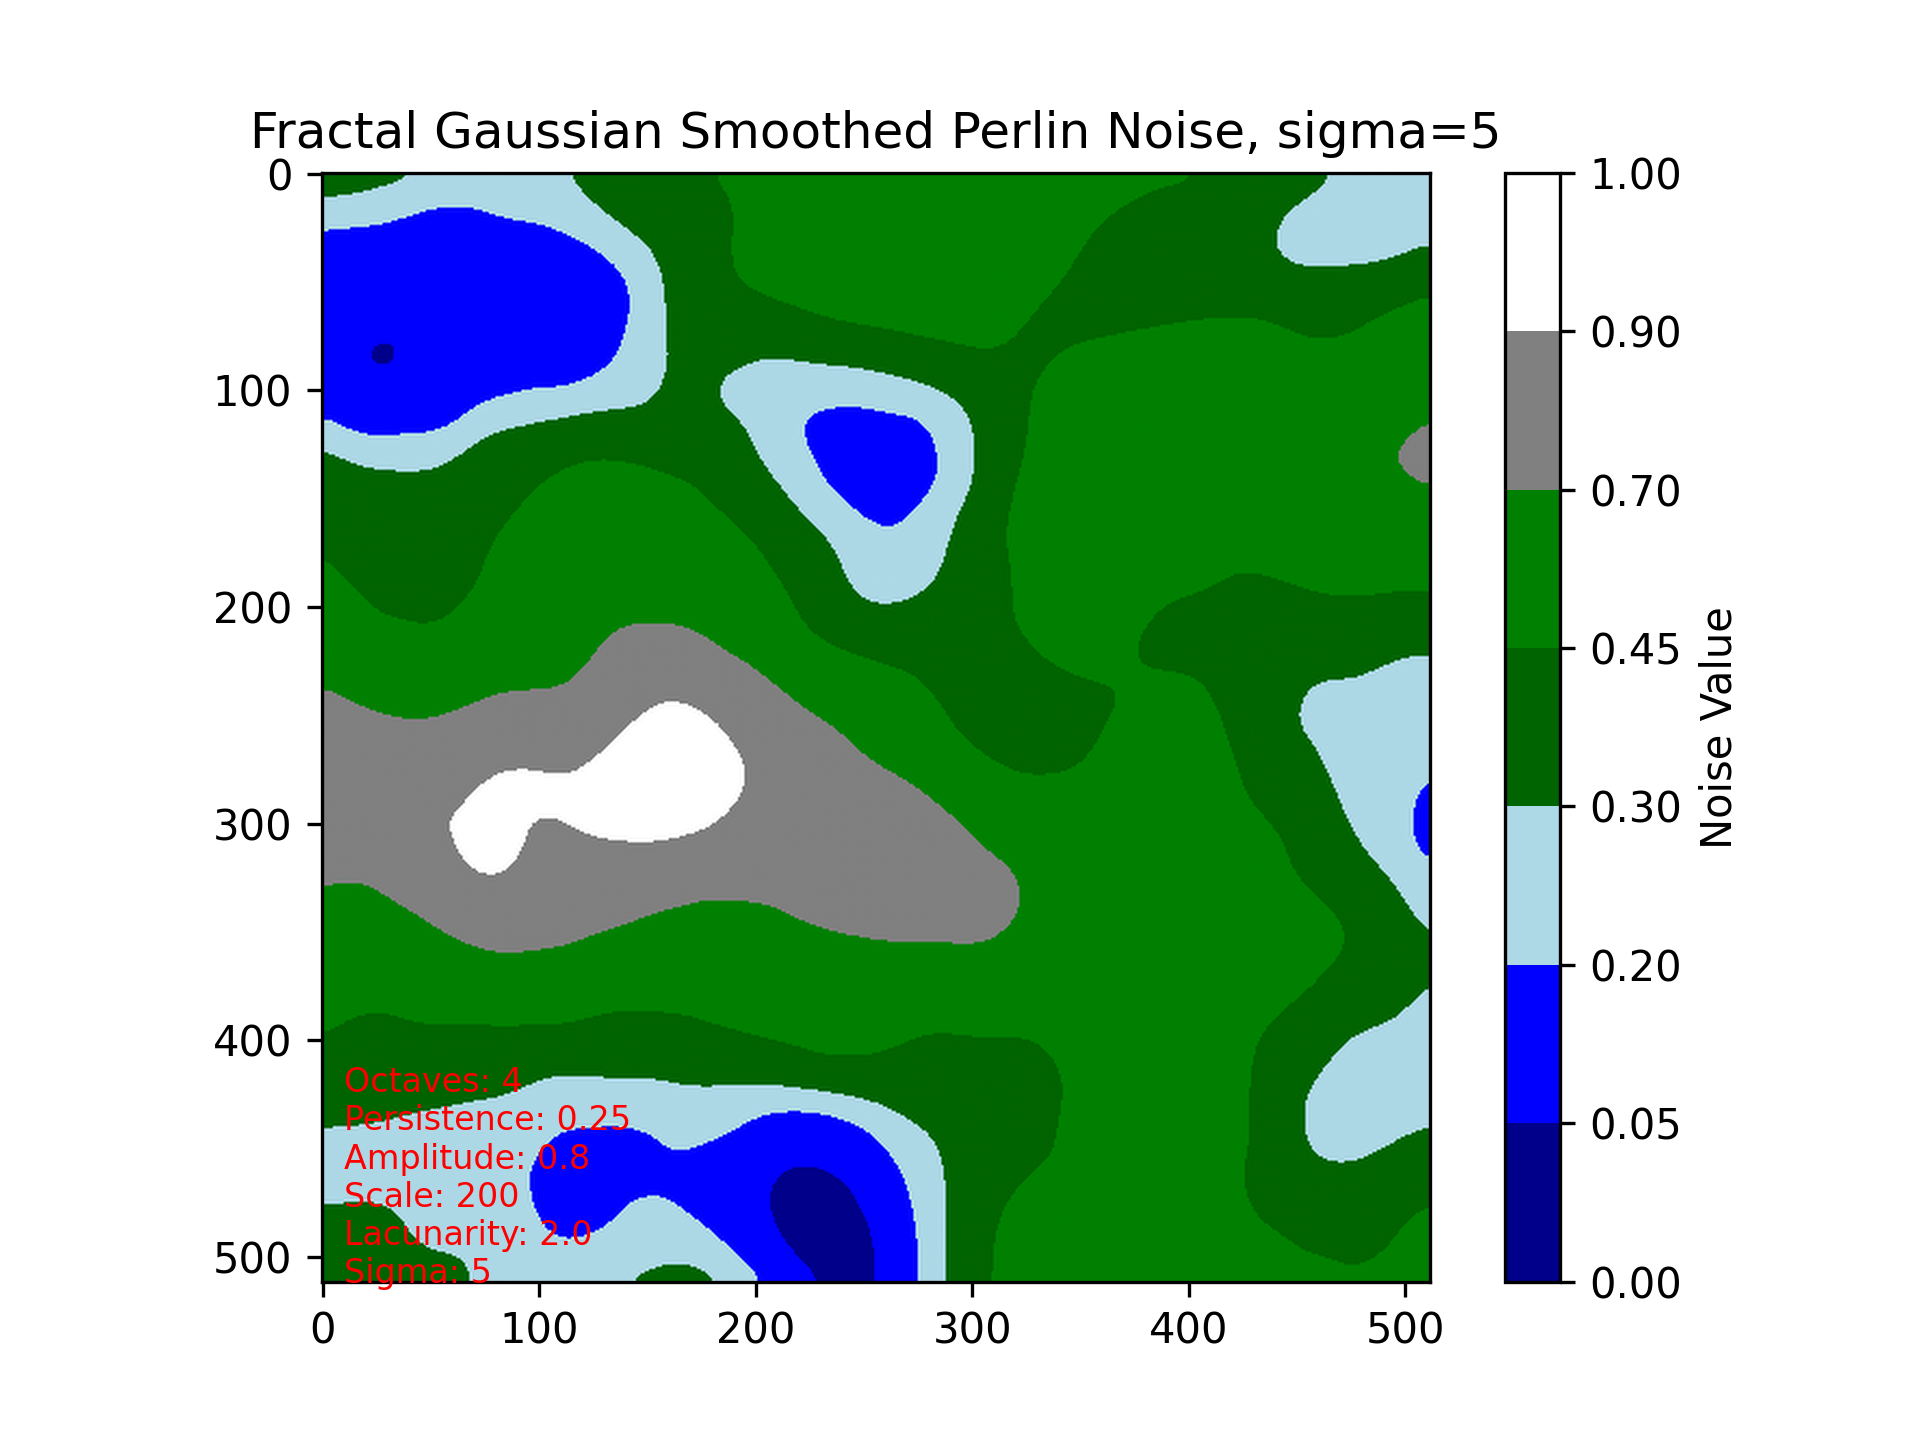 Fractal Gaussian Smoothed Perlin Noise, sigma=5
0
100
200
300
400
500
0 100 200 300 400 500
Octaves: 4
Persistence: 0.25
Amplitude: 0.8
Scale: 200
Lacunarity: 2.0
Sigma: 5
1.00
0.90
0.70
0.45
0.30
0.20
0.05
0.00
Noise Value